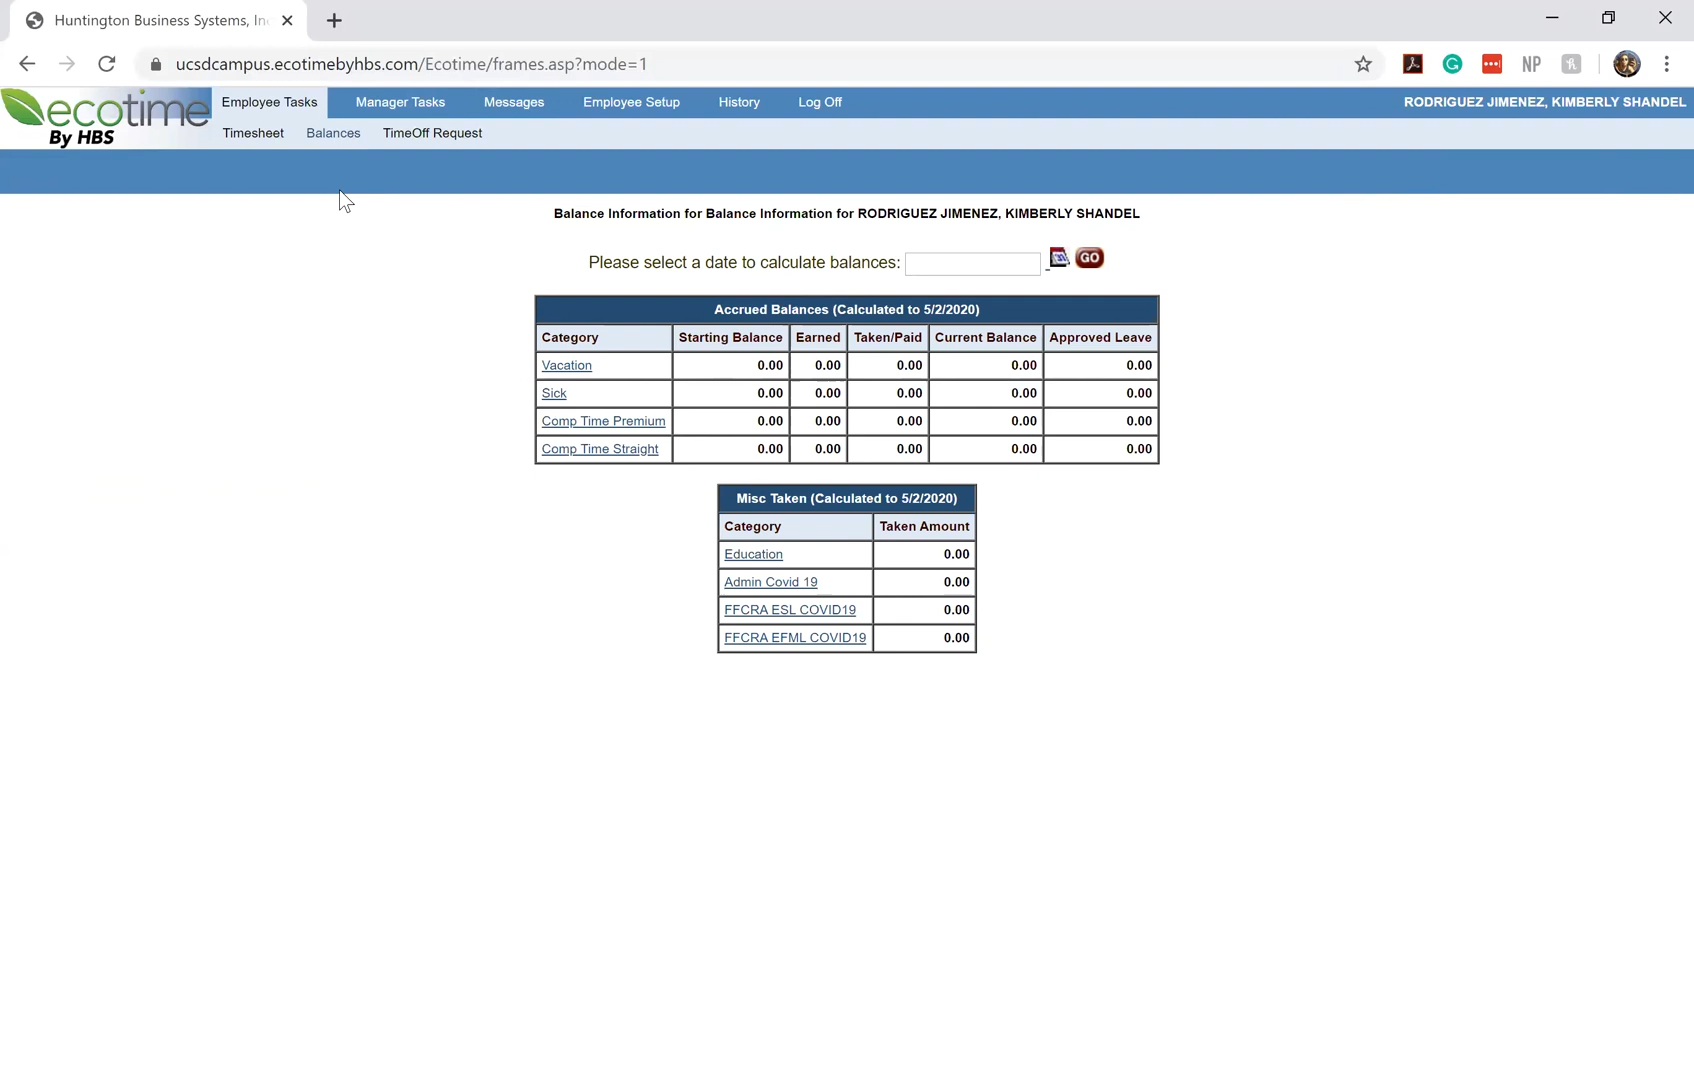 Huntington Business Systems, In
ucsdcampus.ecotimebyhbs.com/Ecotime/frames.asp?mode=1
NP
ecotime
By HBS
Employee Tasks Manager Tasks Messages Employee Setup History Log Off RODRIGUEZ JIMENEZ, KIMBERLY SHANDEL
Timesheet Balances TimeOff Request
Balance Information for Balance Information for RODRIGUEZ JIMENEZ, KIMBERLY SHANDEL
Please select a date to calculate balances: GO
Accrued Balances (Calculated to 5/2/2020)
Category Starting Balance Earned Taken/Paid Current Balance Approved Leave
Vacation 0.00 0.00 0.00 0.00 0.00
Sick 0.00 0.00 0.00 0.00 0.00
Comp Time Premium 0.00 0.00 0.00 0.00 0.00
Comp Time Straight 0.00 0.00 0.00 0.00 0.00
Misc Taken (Calculated to 5/2/2020)
Category Taken Amount
Education 0.00
Admin Covid 19 0.00
FFCRA ESL COVID19 0.00
FFCRA EFML COVID19 0.00